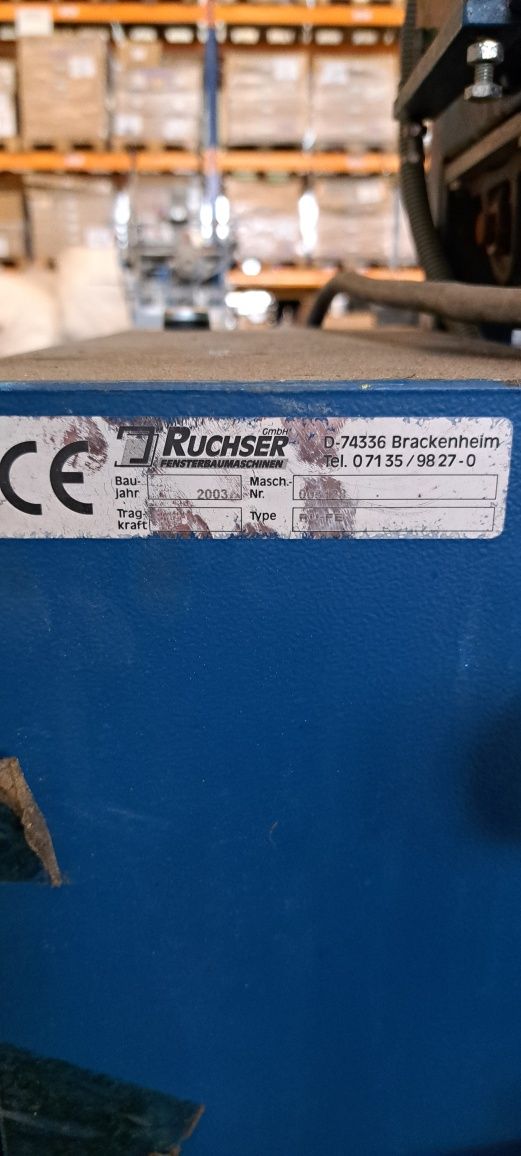 CE
RUCHSER GmbH
FENSTERBAUMASCHINEN
D-74336 Brackenheim
Tel. 07135/9827-0
Bau-
jahr 2003
Masch.-
Nr.
Trag-
kraft
Type